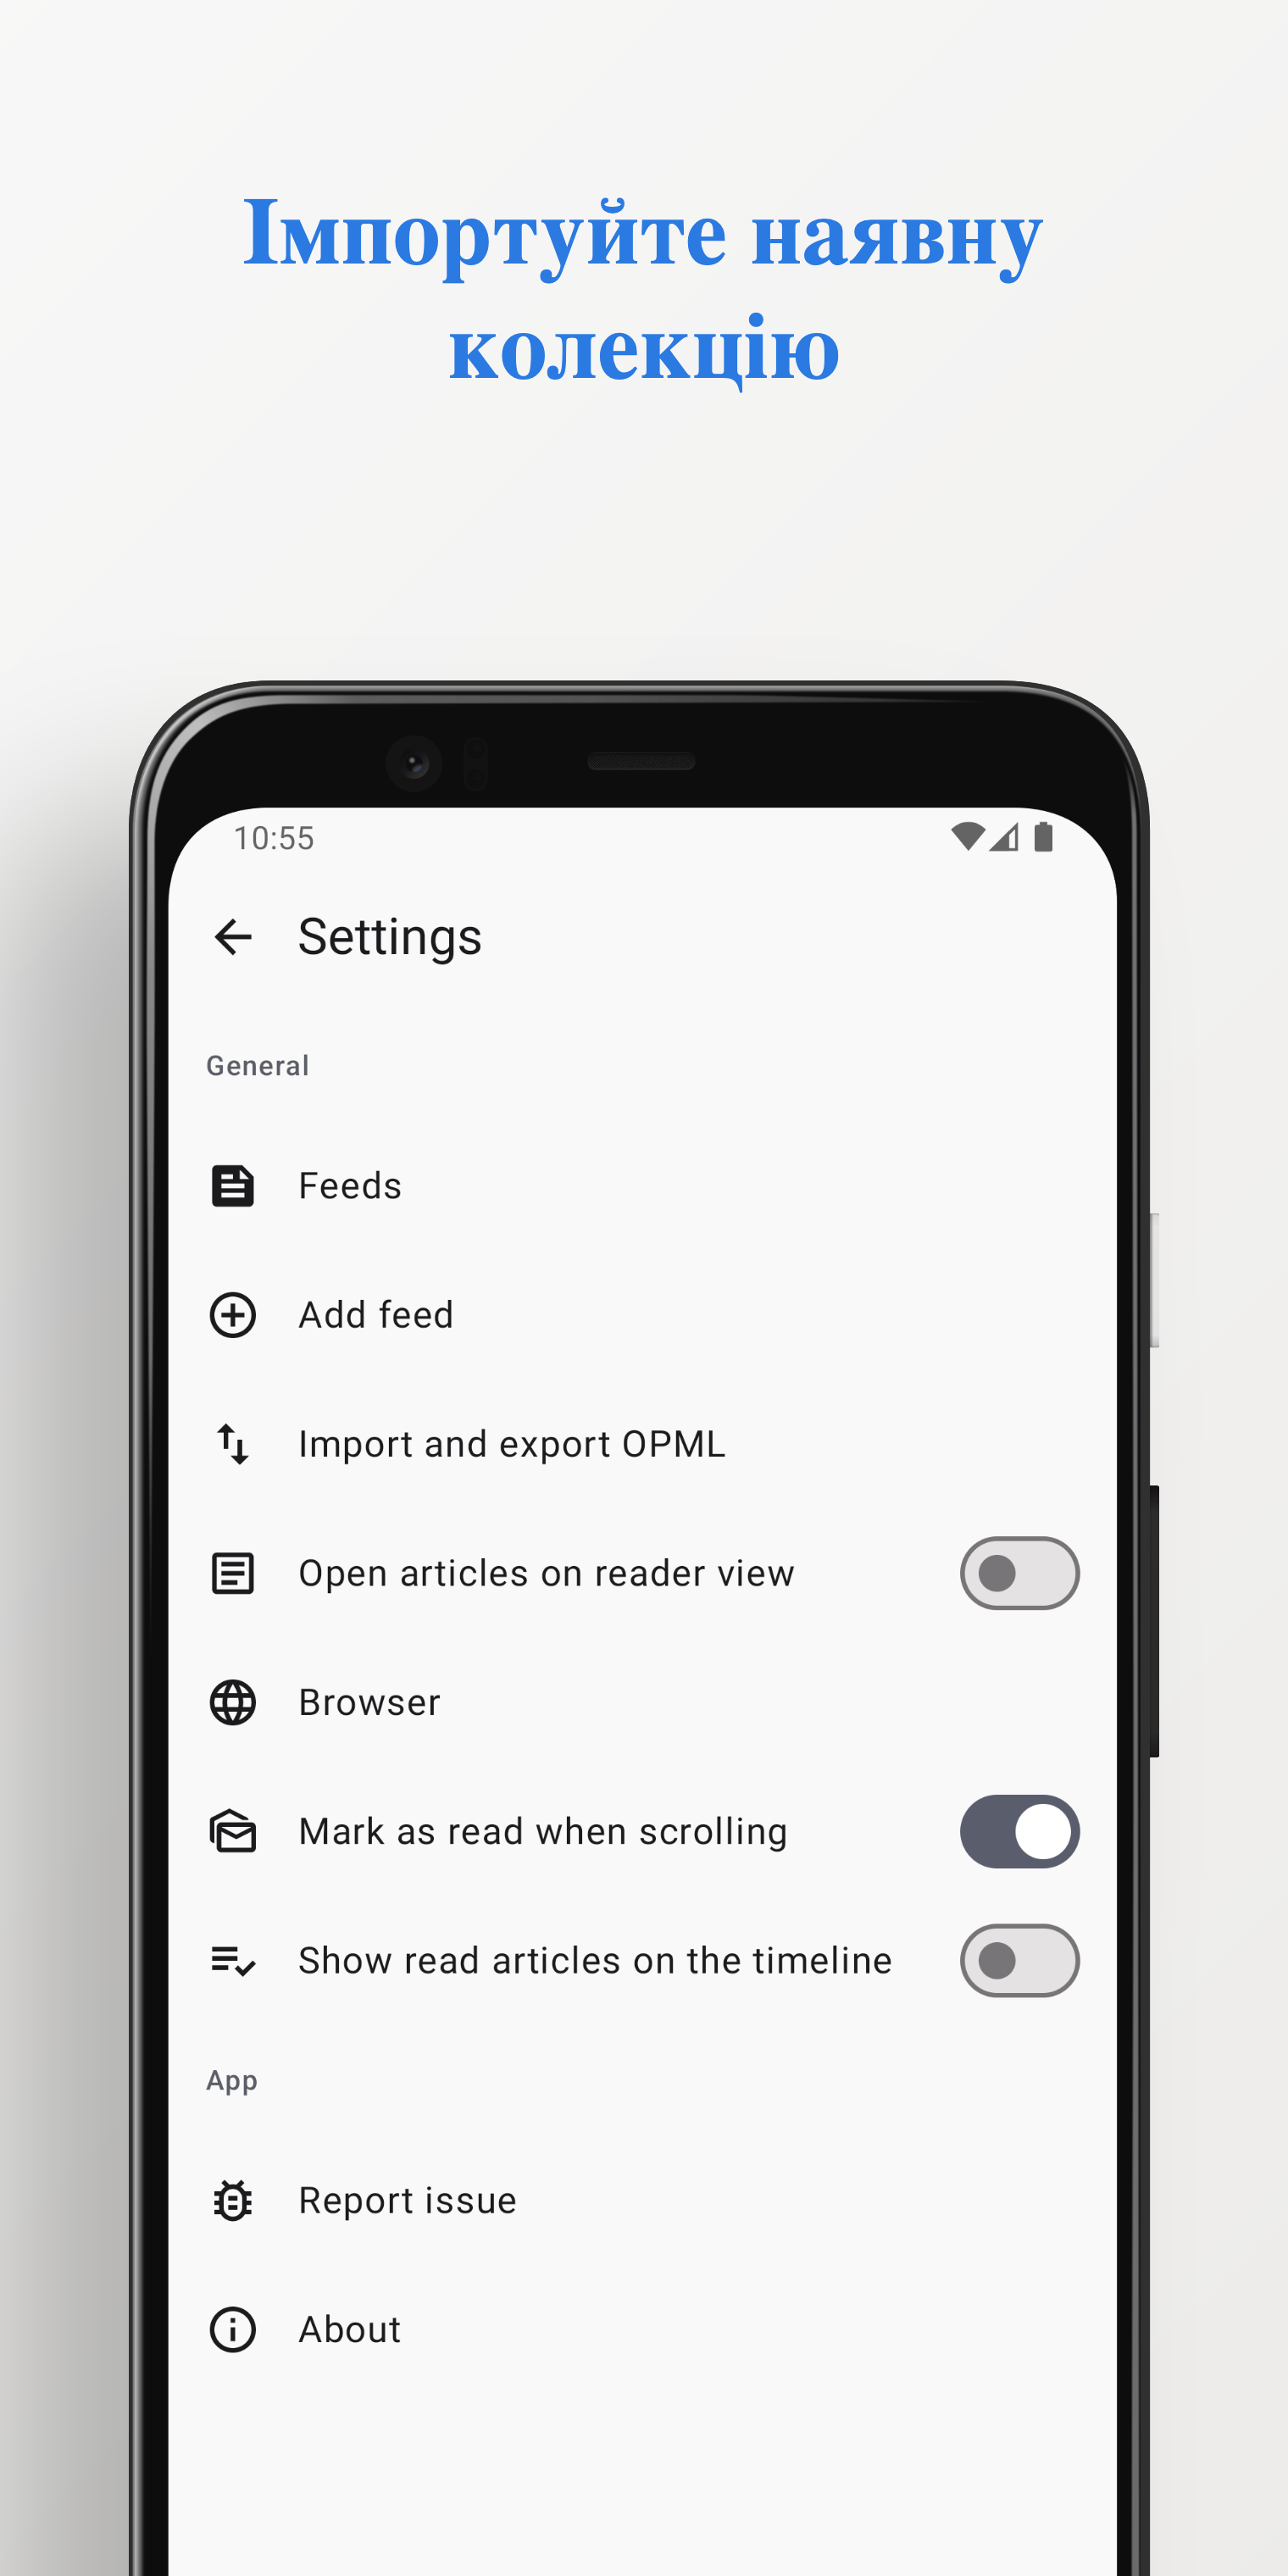 Імпортуйте наявну
колекцію
10:55
Settings
General
Feeds
Add feed
Import and export OPML
Open articles on reader view
Browser
Mark as read when scrolling
Show read articles on the timeline
App
Report issue
About